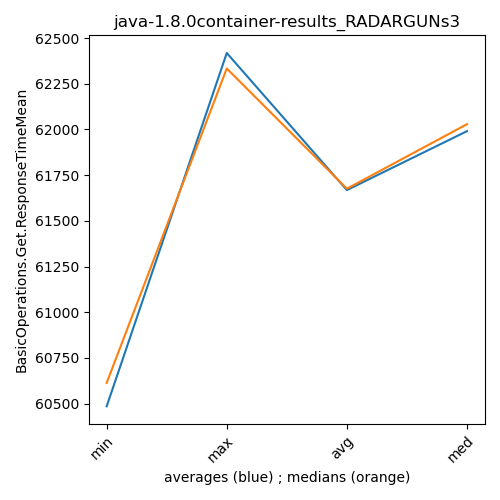 java-1.8.0container-results_RADARGUNs3
BasicOperations.Get.ResponseTimeMean
62500
62250
62000
61750
61500
61250
61000
60750
60500
min
max
avg
med
averages (blue) ; medians (orange)